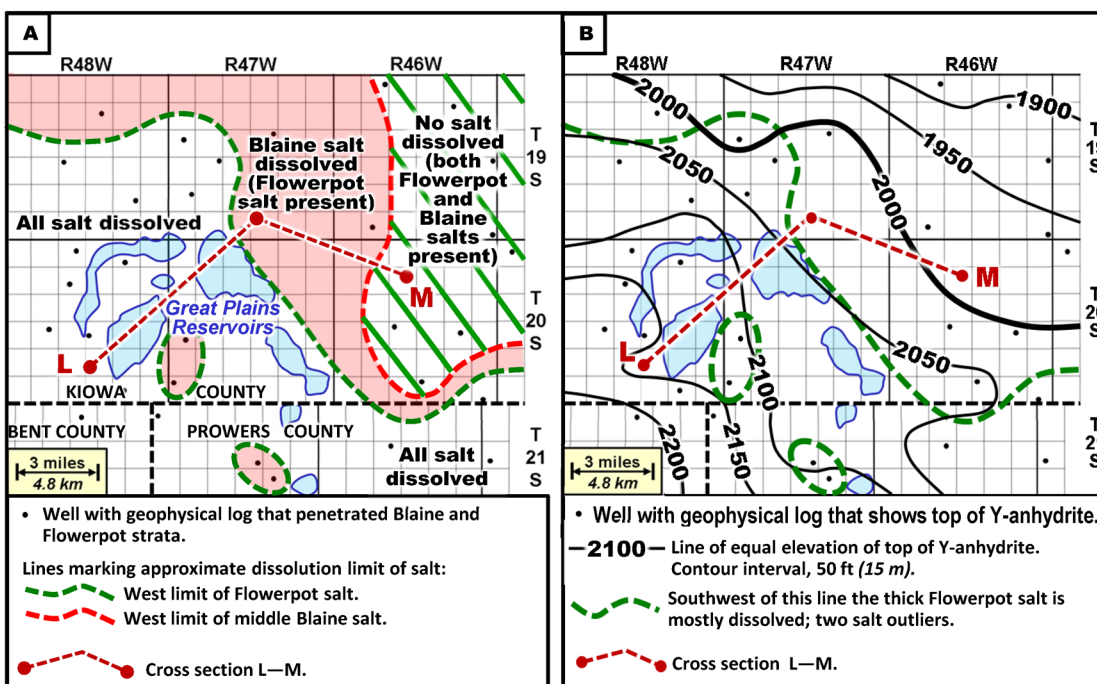 A
R48W
R47W
R46W
No salt
dissolved
(both
Flowerpot
and
Blaine
salts
present)
Blaine salt
dissolved
(Flowerpot
salt present)
T
19
S
All salt dissolved
M
Great Plains
Reservoirs
T
20
S
L
KIOWA
COUNTY
BENT COUNTY
PROWERS COUNTY
T
21
S
All salt
dissolved
3 miles
4.8 km
• Well with geophysical log that penetrated Blaine and
Flowerpot strata.
Lines marking approximate dissolution limit of salt:
West limit of Flowerpot salt.
West limit of middle Blaine salt.
Cross section L—M.
B
R48W
R47W
R46W
2000
1900
1950
2050
2000
T
19
S
M
T
20
S
L
2050
2100
2200
2150
T
21
S
3 miles
4.8 km
• Well with geophysical log that shows top of Y-anhydrite.
—2100— Line of equal elevation of top of Y-anhydrite.
Contour interval, 50 ft (15 m).
Southwest of this line the thick Flowerpot salt is
mostly dissolved; two salt outliers.
Cross section L—M.